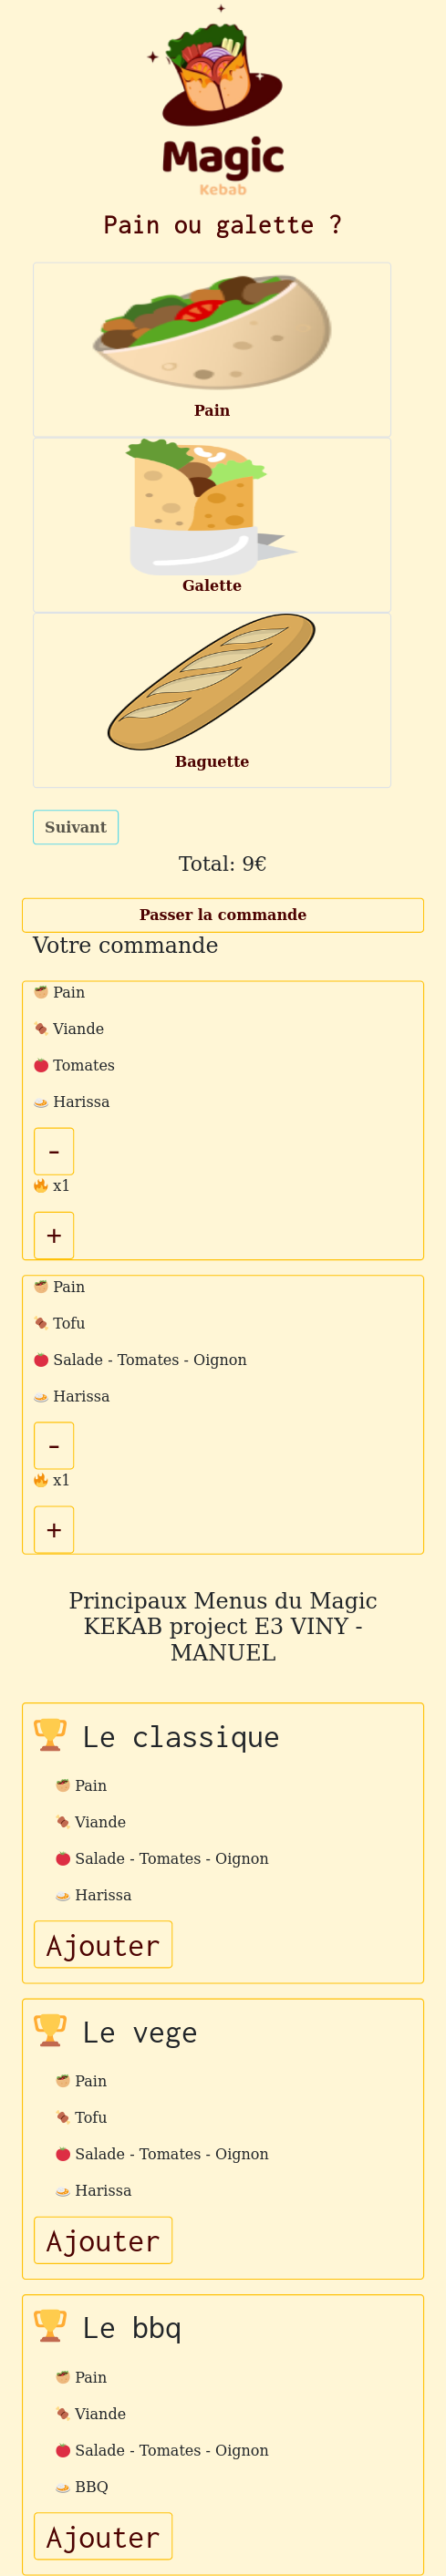 Magic
Kebab
Pain ou galette ?
Pain
Galette
Baguette
Suivant
Total: 9€
Passer la commande
Votre commande
Pain
Viande
Tomates
Harissa
-
x1
+
Pain
Tofu
Salade - Tomates - Oignon
Harissa
-
x1
+
Principaux Menus du Magic
KEKAB project E3 VINY -
MANUEL
Le classique
Pain
Viande
Salade - Tomates - Oignon
Harissa
Ajouter
Le vege
Pain
Tofu
Salade - Tomates - Oignon
Harissa
Ajouter
Le bbq
Pain
Viande
Salade - Tomates - Oignon
BBQ
Ajouter